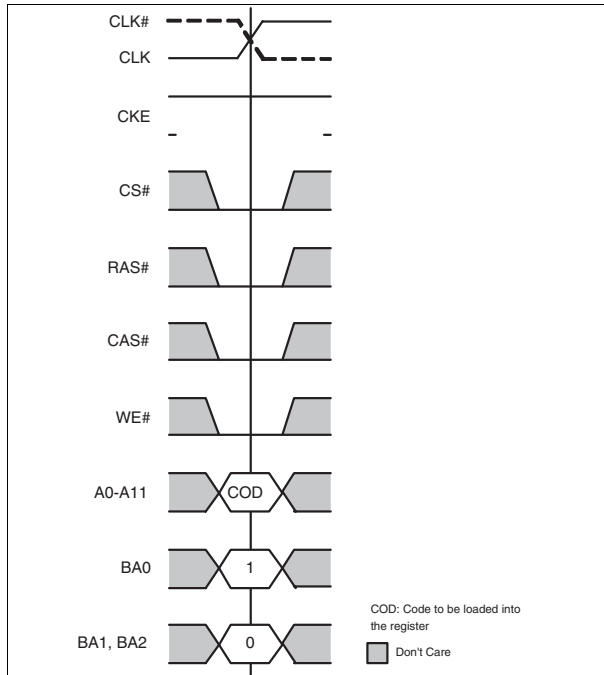 CLK#
CLK
CKE
CS#
RAS#
CAS#
WE#
A0-A11
COD
BA0
1
BA1, BA2
0
COD: Code to be loaded into
the register
Don't Care